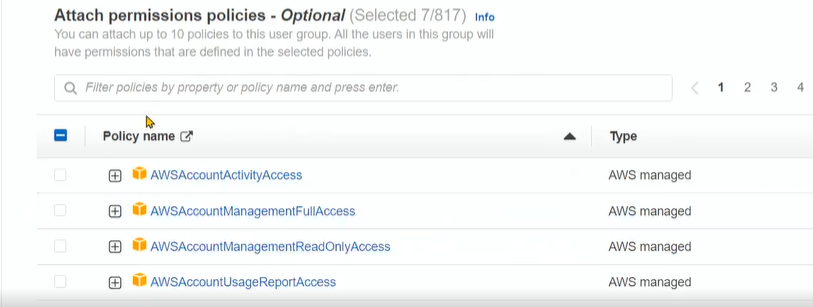 Attach permissions policies - Optional (Selected 7/817) Info
You can attach up to 10 policies to this user group. All the users in this group will
have permissions that are defined in the selected policies.
Filter policies by property or policy name and press enter.
1 2 3 4
Policy name Type
AWSAccountActivityAccess AWS managed
AWSAccountManagementFullAccess AWS managed
AWSAccountManagementReadOnlyAccess AWS managed
AWSAccountUsageReportAccess AWS managed